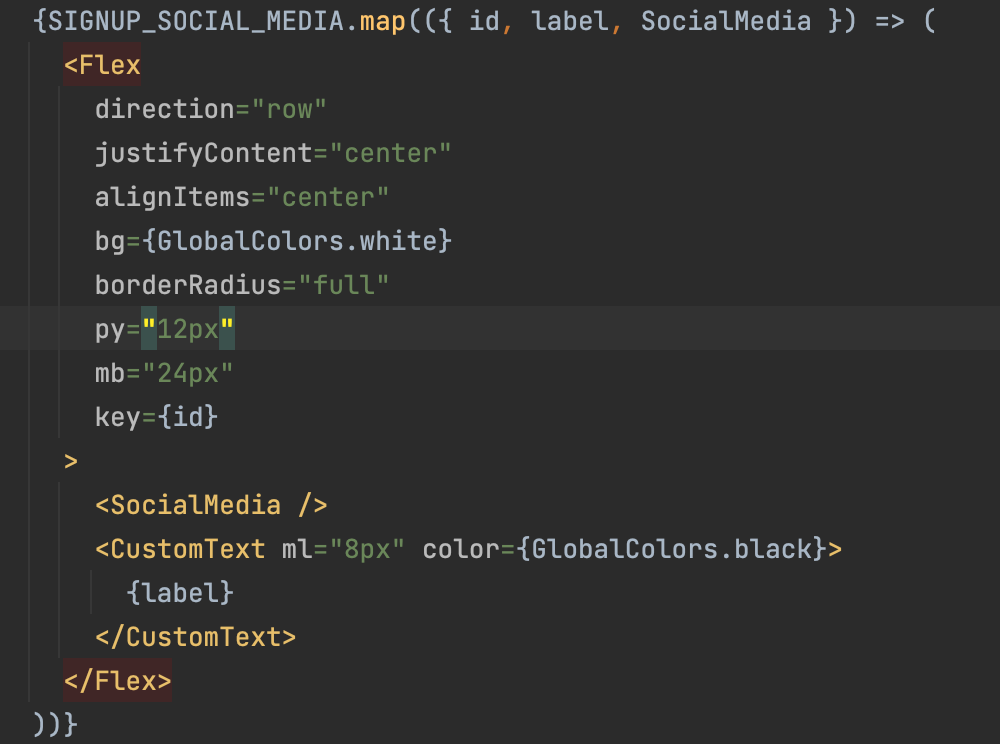 {SIGNUP_SOCIAL_MEDIA.map(({ id, label, SocialMedia }) => (
<Flex
direction="row"
justifyContent="center"
alignItems="center"
bg={GlobalColors.white}
borderRadius="full"
py="12px"
mb="24px"
key={id}
>
<SocialMedia />
<CustomText ml="8px" color={GlobalColors.black}>
{label}
</CustomText>
</Flex>
))}